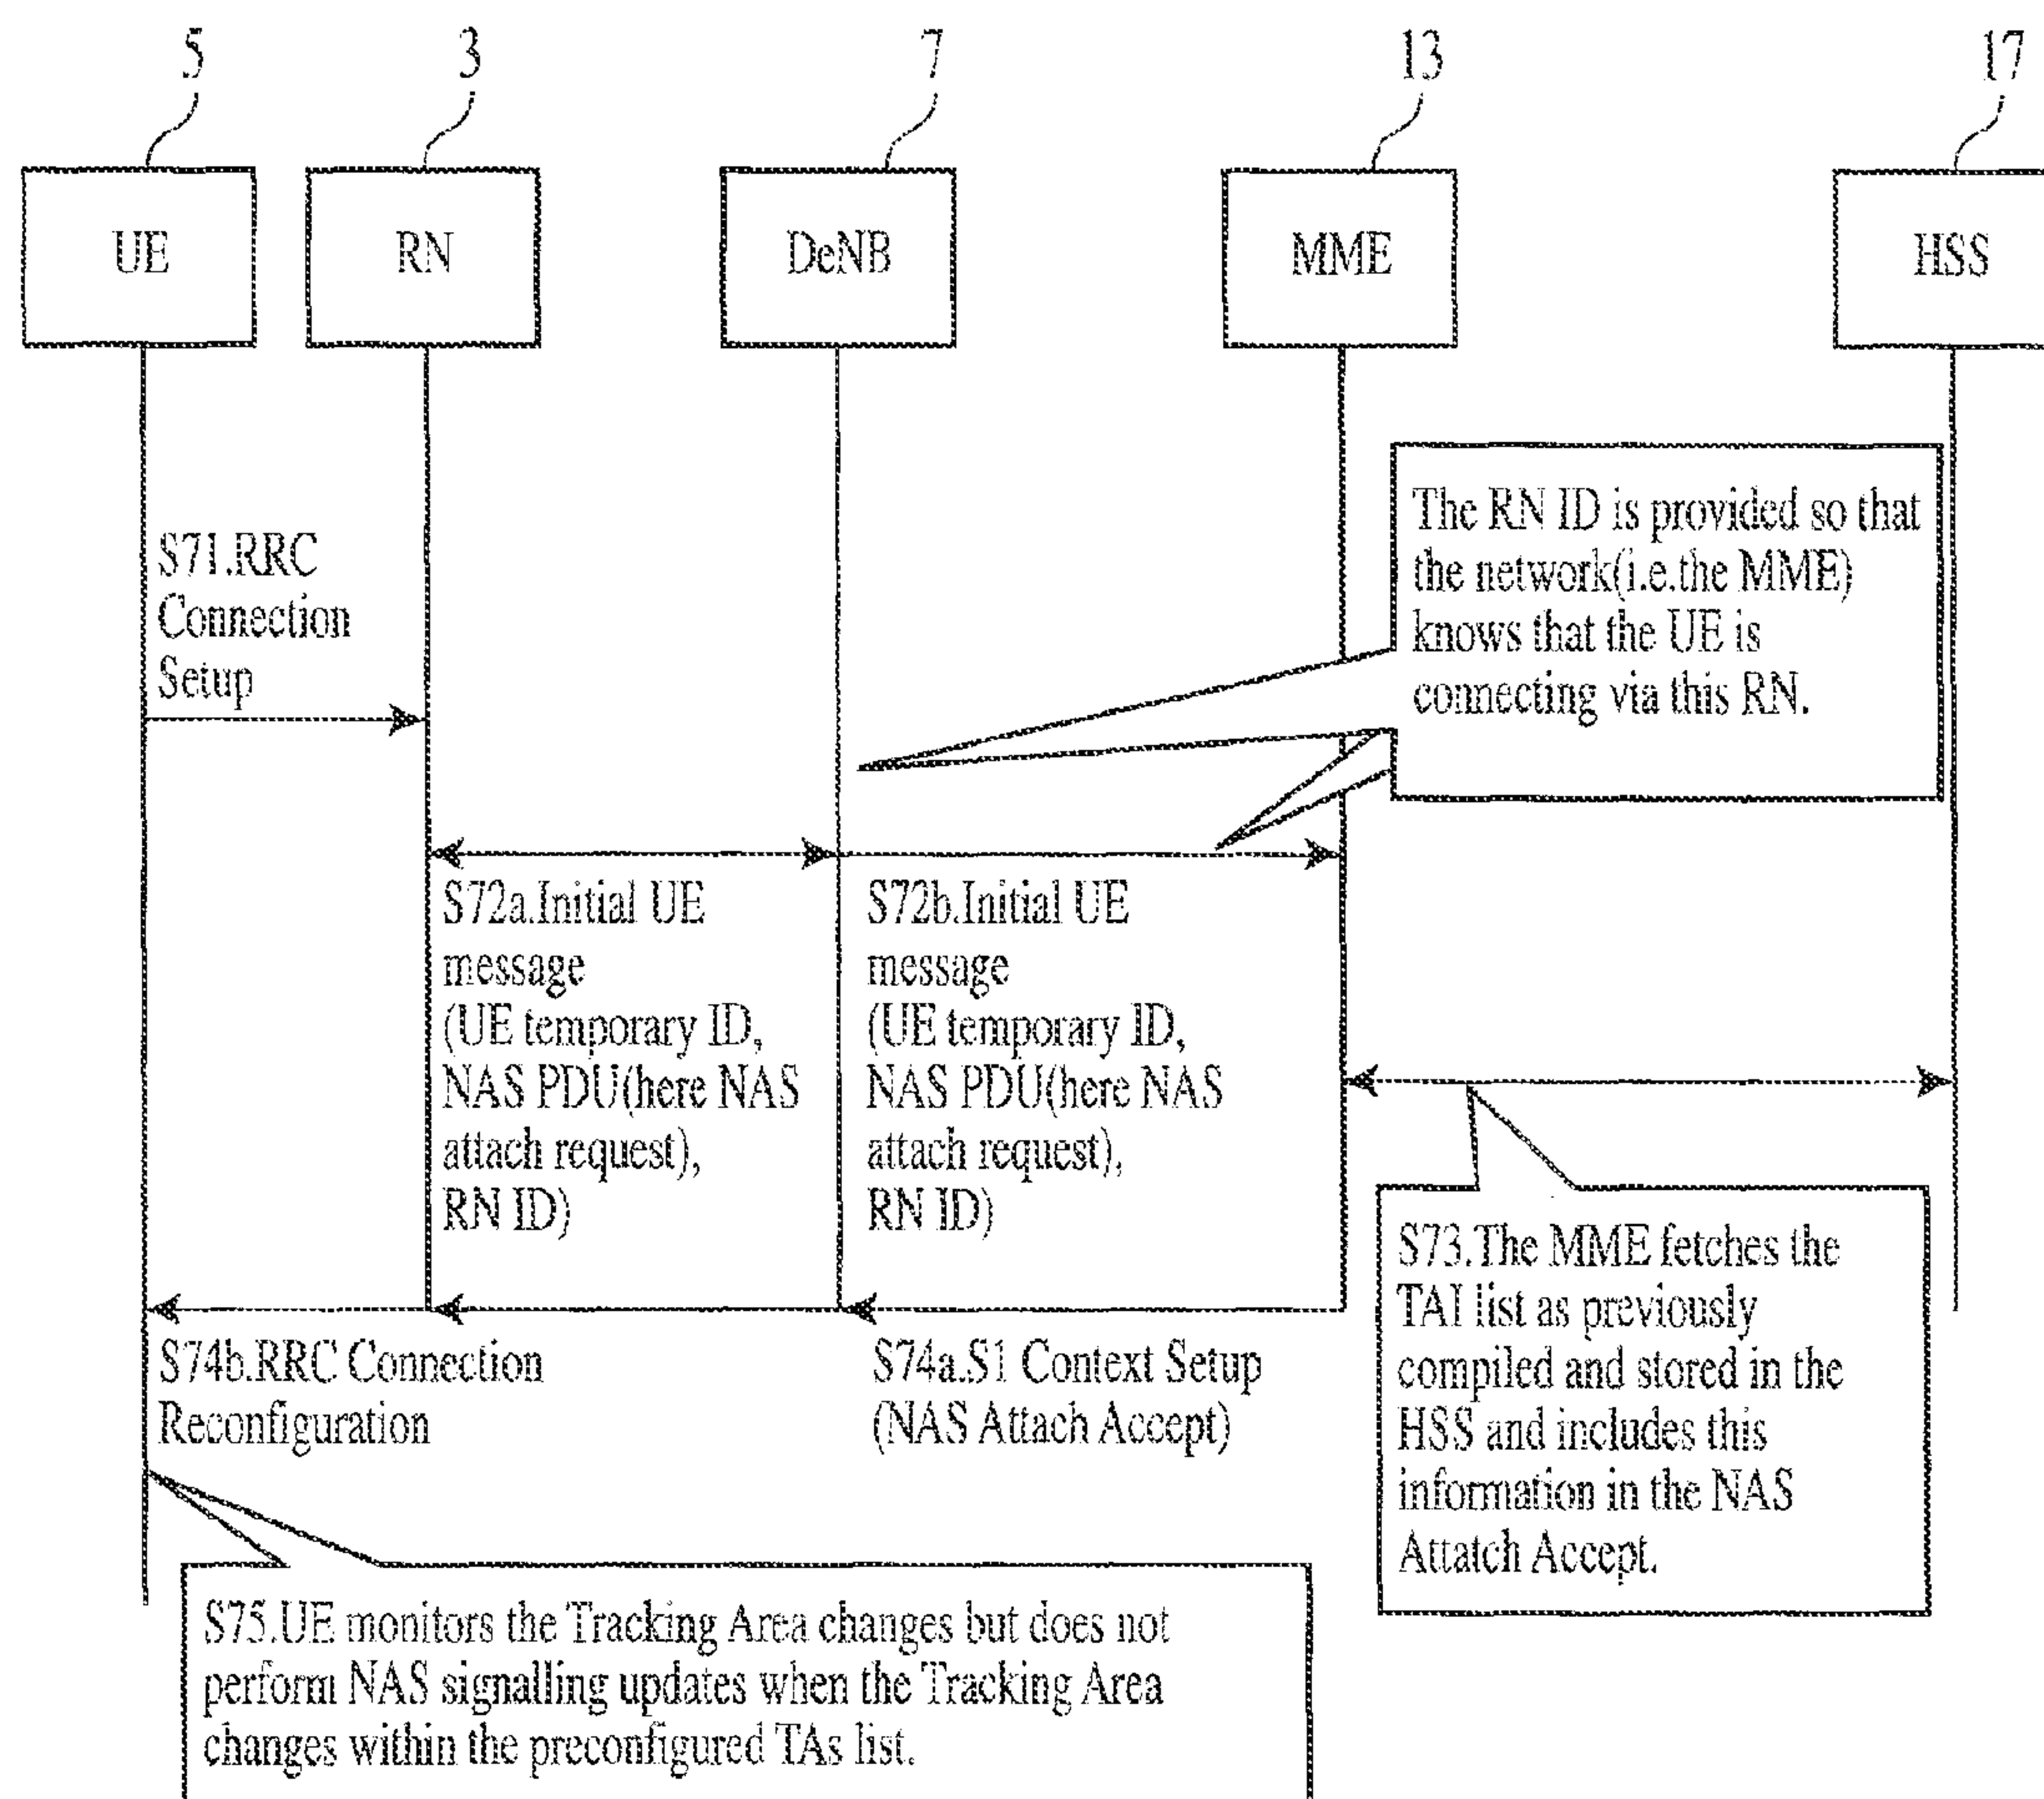 5
3
7
13
17
UE
RN
DeNB
MME
HSS
The RN ID is provided so that
the network(i.e.the MME)
knows that the UE is
connecting via this RN.
S71.RRC
Connection
Setup
S72a.Initial UE
message
(UE temporary ID,
NAS PDU(here NAS
attach request),
RN ID)
S72b.Initial UE
message
(UE temporary ID,
NAS PDU(here NAS
attach request),
RN ID)
S73.The MME fetches the
TAI list as previously
compiled and stored in the
HSS and includes this
information in the NAS
Attatch Accept.
S74b.RRC Connection
Reconfiguration
S74a.S1 Context Setup
(NAS Attach Accept)
S75.UE monitors the Tracking Area changes but does not
perform NAS signalling updates when the Tracking Area
changes within the preconfigured TAs list.